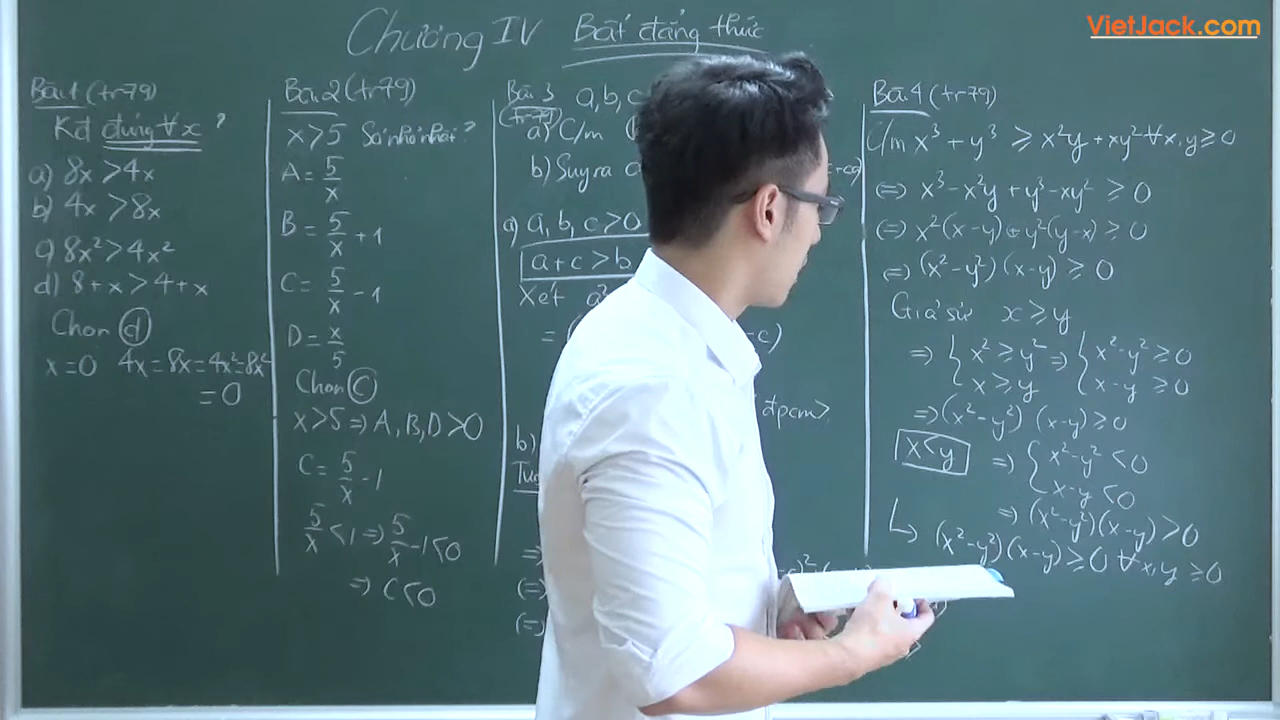 VietJack.com
Chương IV Bất đẳng thức
Bài 1 (tr 79)
Kđ đúng ∀x ?
a) 8x > 4x
b) 4x > 8x
c) 8x² > 4x²
d) 8 + x > 4 + x
Chọn d
x = 0 4x = 8x = 4x² = 8x²
= 0
Bài 2 (tr 79)
x > 5 Số nhỏ nhất ?
A = 5/x
B = 5/x + 1
C = 5/x - 1
D = x/5
Chọn C
x > 5 ⇒ A, B, D > 0
C = 5/x - 1
5/x < 1 ⇒ 5/x - 1 < 0
⇒ C < 0
Bài 3 a, b, c
(tr 79) a) C/m
b) Suy ra
a) a, b, c > 0
a + c > b
Xét a²
= ( - c)
đpcm>
b)
⇒
⇔
⇔
Bài 4 (tr 79)
C/m x³ + y³ ≥ x²y + xy² ∀x, y ≥ 0
⇔ x³ - x²y + y³ - xy² ≥ 0
⇔ x²(x-y) + y²(y-x) ≥ 0
⇔ (x² - y²)(x-y) ≥ 0
Giả sử x ≥ y
⇒ { x² ≥ y² ⇒ { x² - y² ≥ 0
x ≥ y x - y ≥ 0
⇒ (x² - y²)(x-y) ≥ 0
x < y ⇒ { x² - y² < 0
x - y < 0
⇒ (x² - y²)(x-y) > 0
↳ (x² - y²)(x-y) ≥ 0 ∀x, y ≥ 0